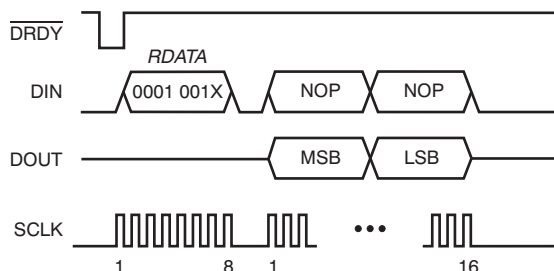 DRDY
RDATA
DIN 0001 001X NOP NOP
DOUT MSB LSB
SCLK
1 8 1 16